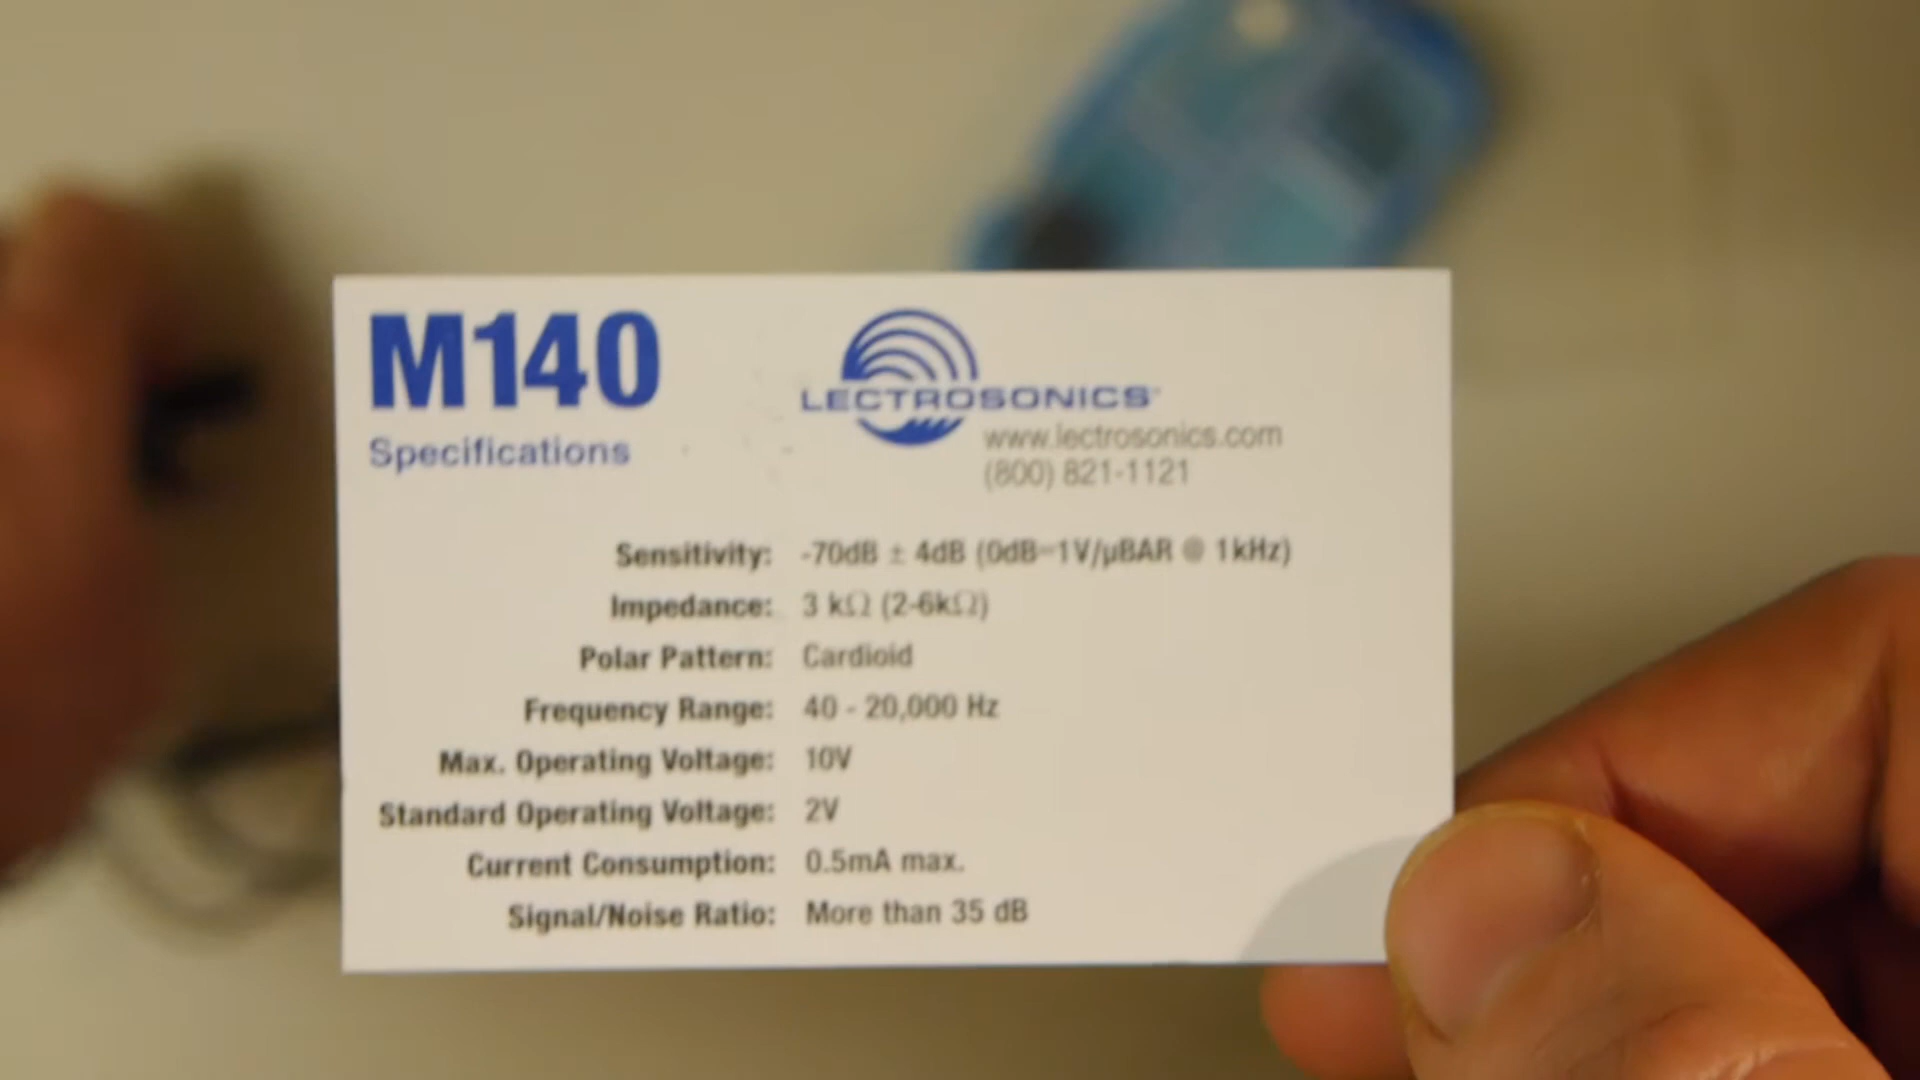 M140
Specifications
LECTROSONICS
www.lectrosonics.com
(800) 821-1121
Sensitivity: -70dB ± 4dB (0dB=1V/µBAR @ 1kHz)
Impedance: 3 kΩ (2-6kΩ)
Polar Pattern: Cardioid
Frequency Range: 40 - 20,000 Hz
Max. Operating Voltage: 10V
Standard Operating Voltage: 2V
Current Consumption: 0.5mA max.
Signal/Noise Ratio: More than 35 dB